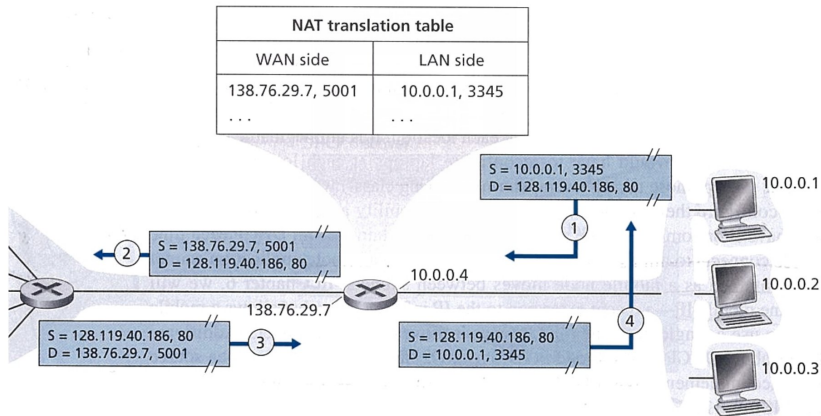 NAT translation table
WAN side LAN side
138.76.29.7, 5001 10.0.0.1, 3345
. . . . . .
S = 10.0.0.1, 3345
D = 128.119.40.186, 80
10.0.0.1
1
2
S = 138.76.29.7, 5001
D = 128.119.40.186, 80
10.0.0.4
10.0.0.2
138.76.29.7
4
S = 128.119.40.186, 80
D = 138.76.29.7, 5001
3
S = 128.119.40.186, 80
D = 10.0.0.1, 3345
10.0.0.3